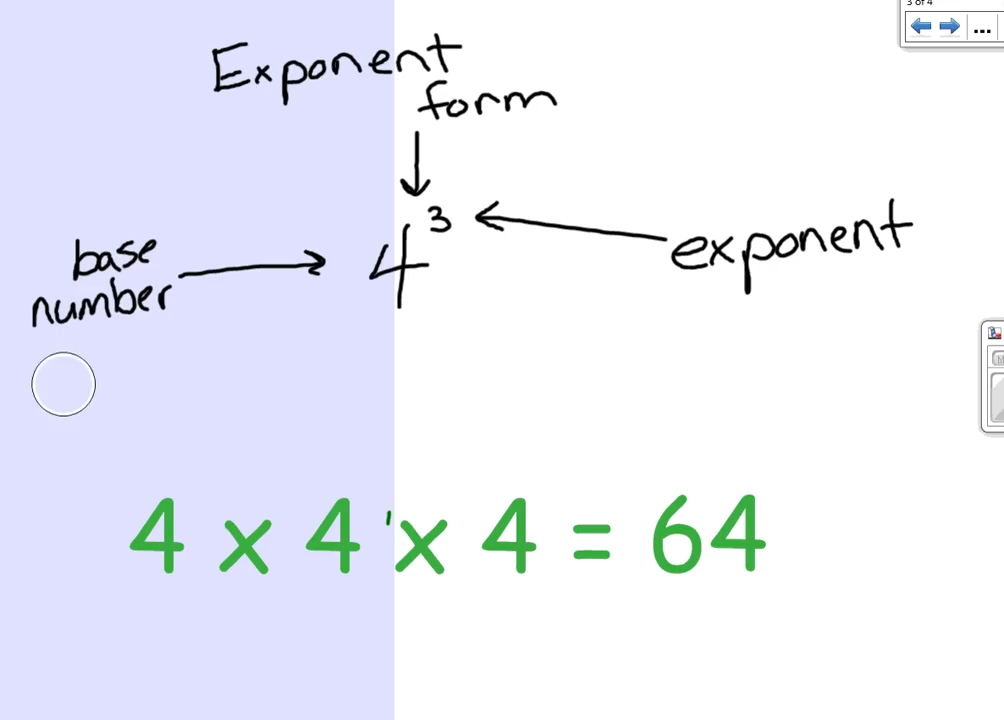 3 of 4
Exponent
form
4³
base
number
exponent
4 x 4 x 4 = 64